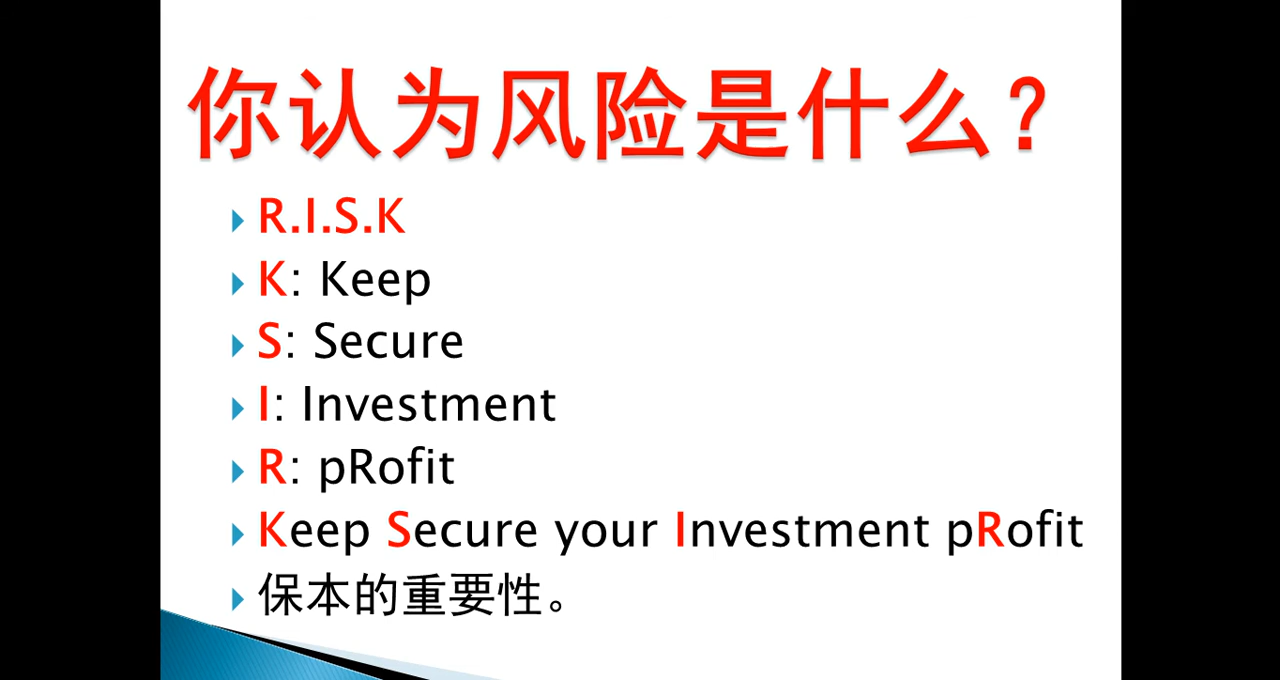 你认为风险是什么？
R.I.S.K
K: Keep
S: Secure
I: Investment
R: pRofit
Keep Secure your Investment pRofit
保本的重要性。